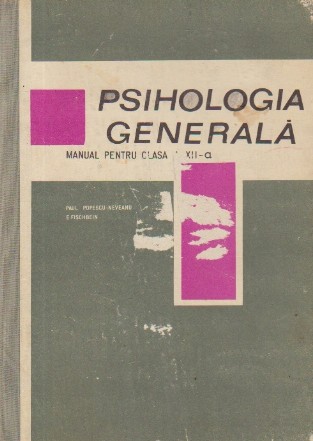 PSIHOLOGIA
GENERALĂ
MANUAL PENTRU CLASA A XII-a
PAUL POPESCU-NEVEANU
E FISCHBEIN